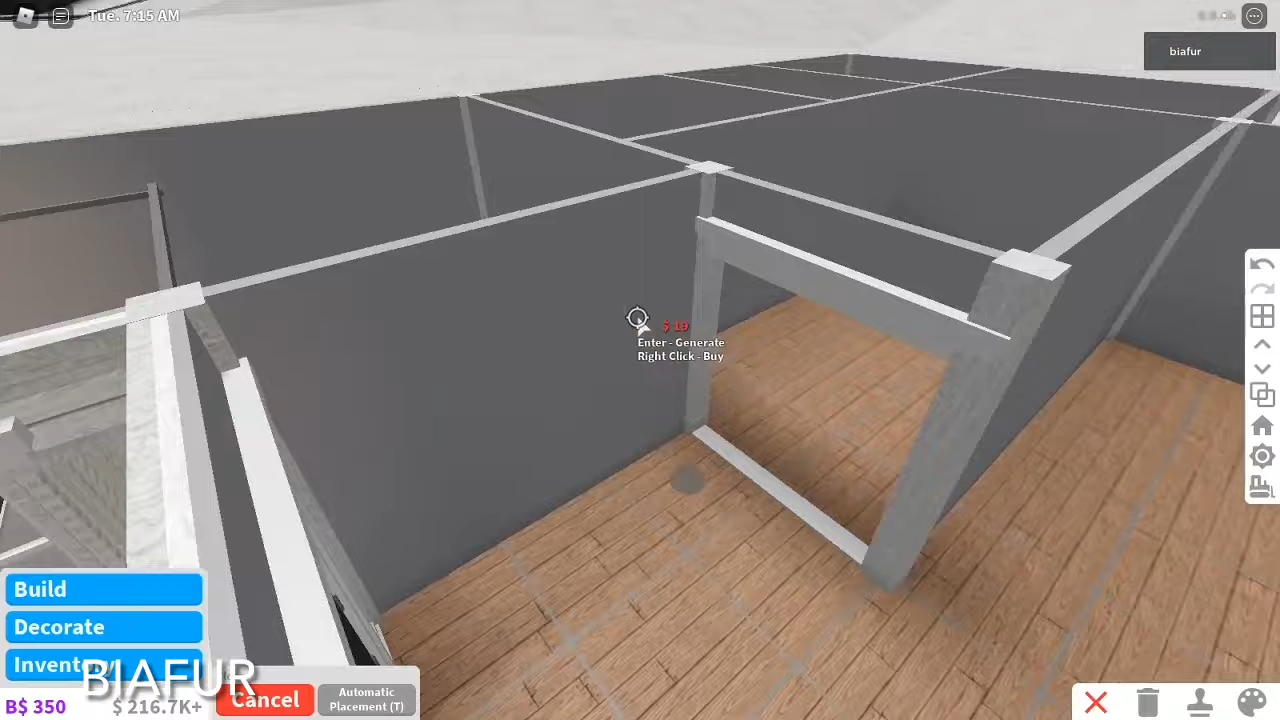 Tue. 7:15 AM
biafur
$ 19
Enter - Generate
Right Click - Buy
Build
Decorate
Inventory
BIAFUR
B$ 350
$ 216.7K+
Cancel
Automatic
Placement (T)